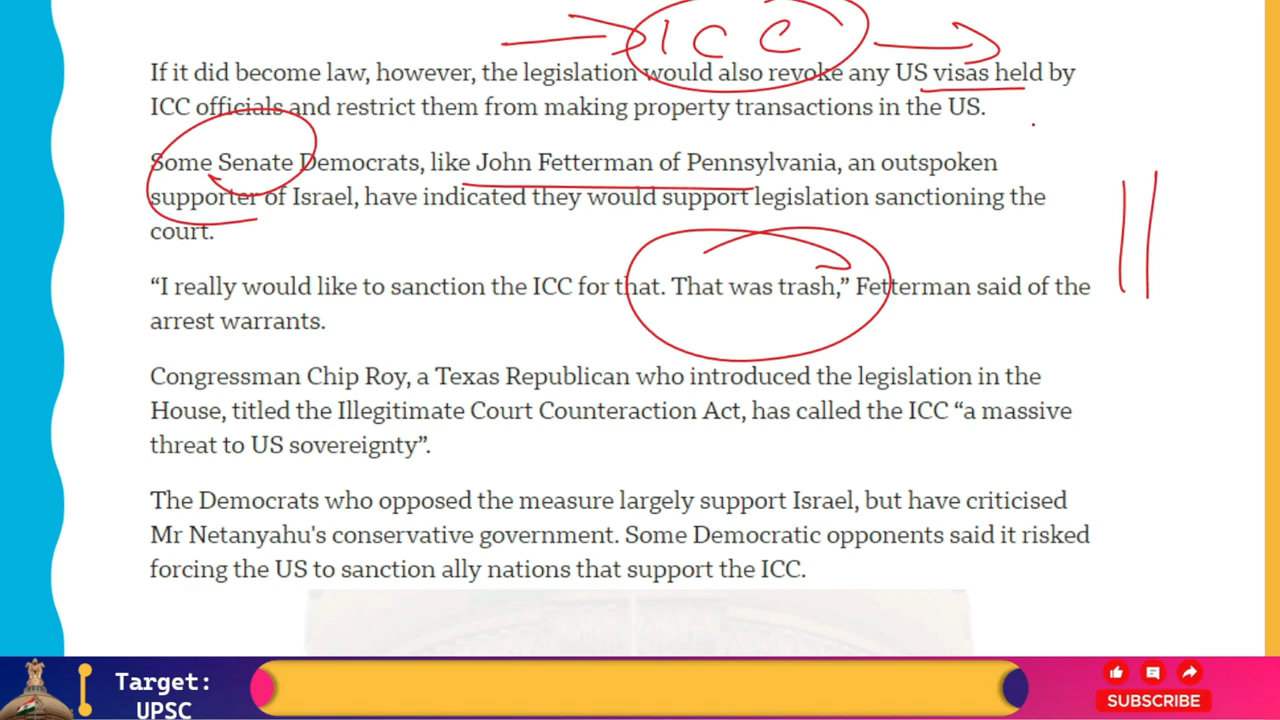 ICC
If it did become law, however, the legislation would also revoke any US visas held by
ICC officials and restrict them from making property transactions in the US.
Some Senate Democrats, like John Fetterman of Pennsylvania, an outspoken
supporter of Israel, have indicated they would support legislation sanctioning the
court.
“I really would like to sanction the ICC for that. That was trash,” Fetterman said of the
arrest warrants.
Congressman Chip Roy, a Texas Republican who introduced the legislation in the
House, titled the Illegitimate Court Counteraction Act, has called the ICC “a massive
threat to US sovereignty”.
The Democrats who opposed the measure largely support Israel, but have criticised
Mr Netanyahu's conservative government. Some Democratic opponents said it risked
forcing the US to sanction ally nations that support the ICC.
Target:
UPSC
SUBSCRIBE